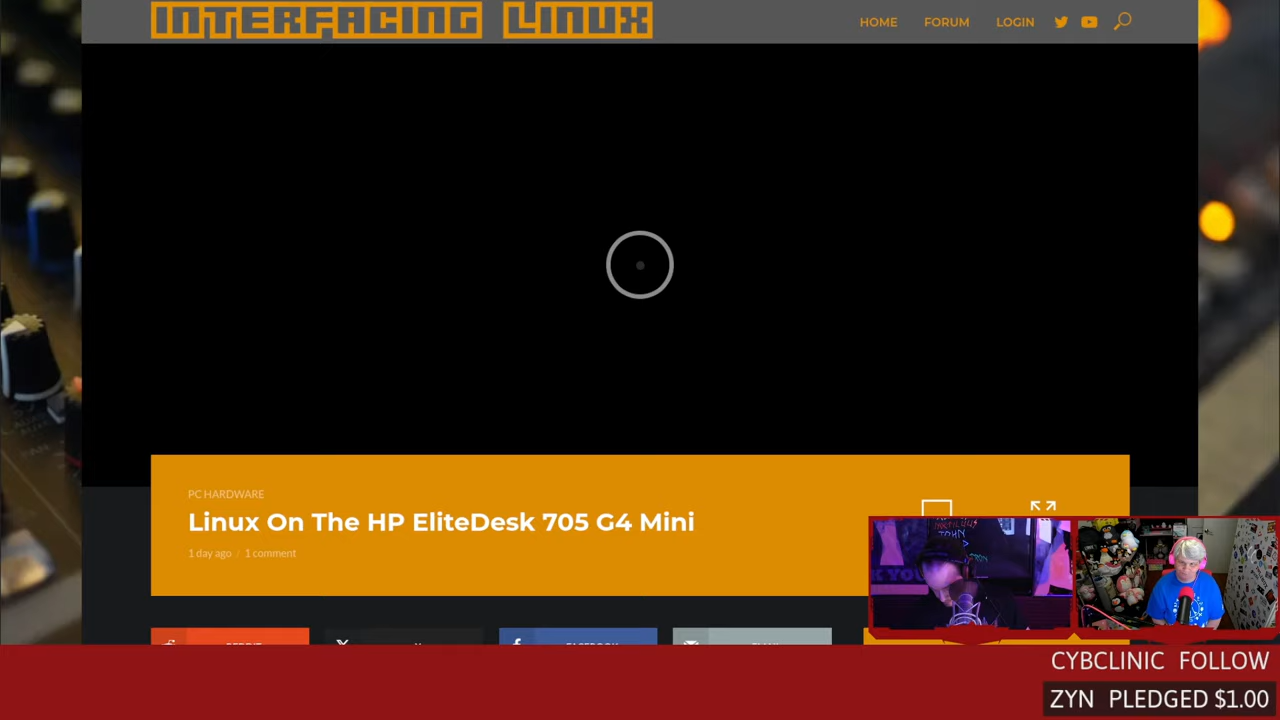 INTERFACING LINUX
HOME FORUM LOGIN
PC HARDWARE
Linux On The HP EliteDesk 705 G4 Mini
1 day ago / 1 comment
JOHN
CYBCLINIC FOLLOW
ZYN PLEDGED $1.00